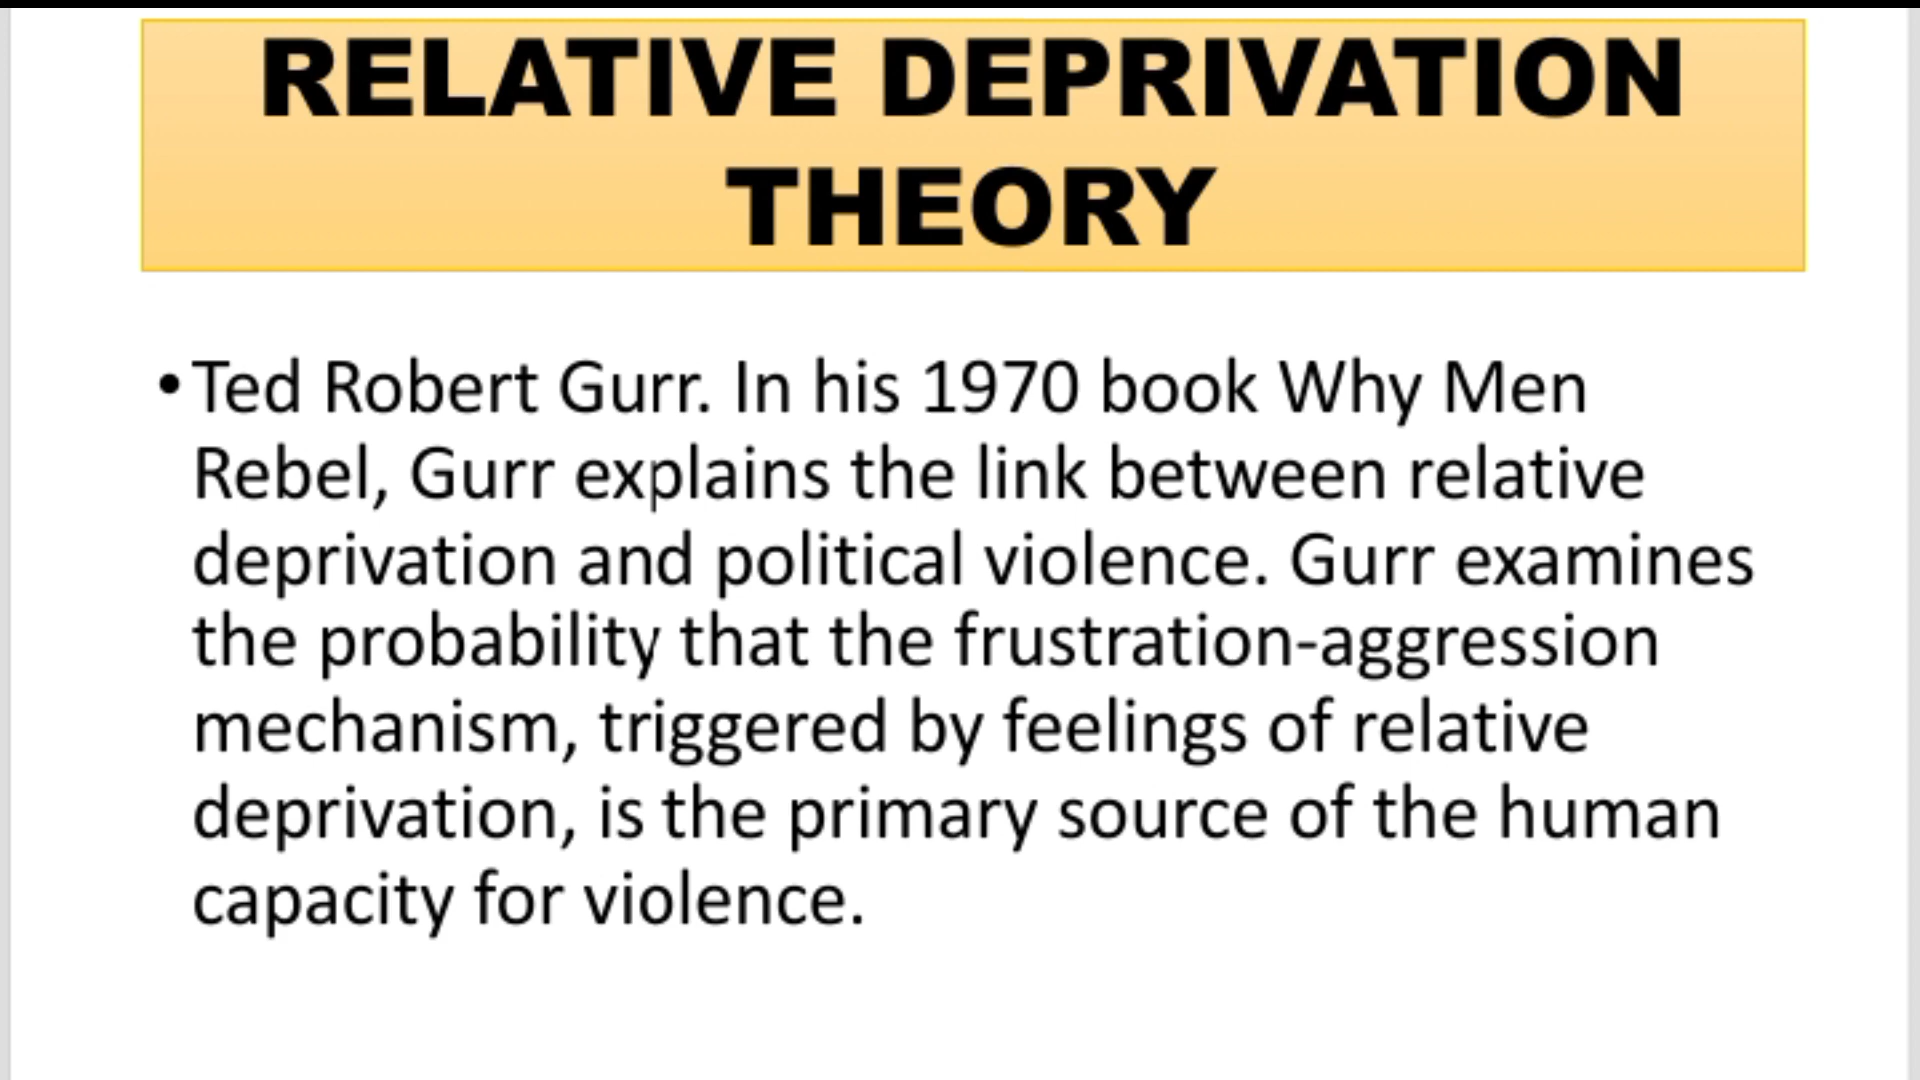 RELATIVE DEPRIVATION
THEORY
• Ted Robert Gurr. In his 1970 book Why Men
Rebel, Gurr explains the link between relative
deprivation and political violence. Gurr examines
the probability that the frustration-aggression
mechanism, triggered by feelings of relative
deprivation, is the primary source of the human
capacity for violence.